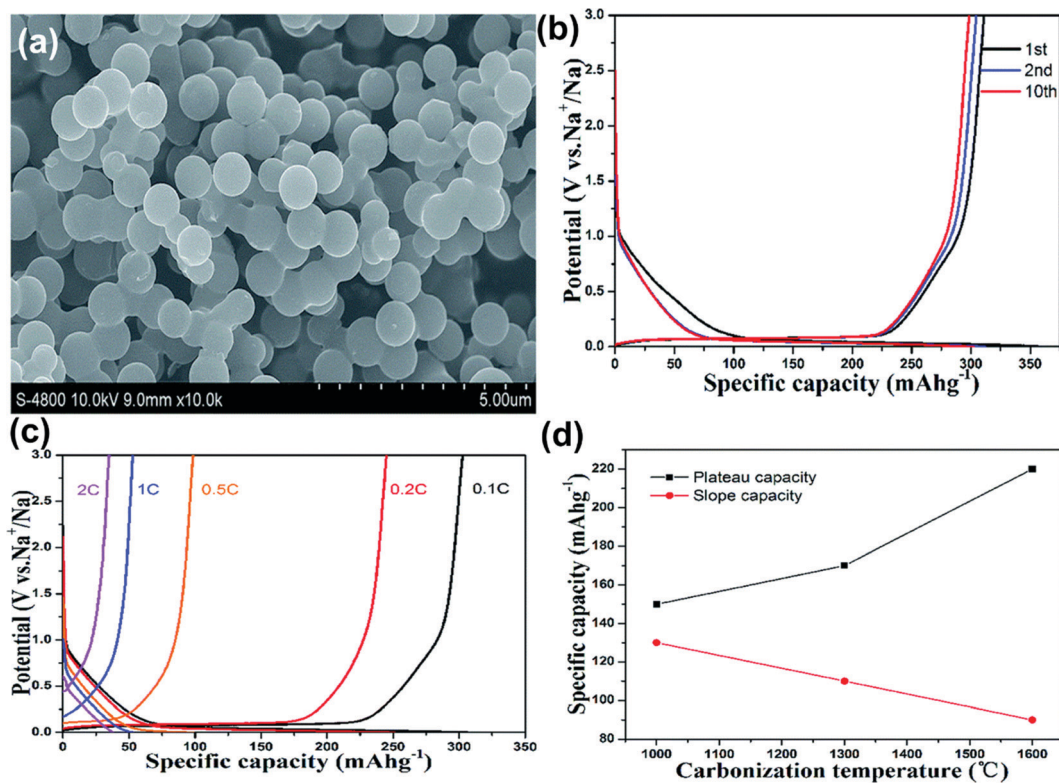 (a)
S-4800 10.0kV 9.0mm x10.0k
5.00um
(b)
Potential (V vs.Na⁺/Na)
3.0
2.5
2.0
1.5
1.0
0.5
0.0
1st
2nd
10th
0 50 100 150 200 250 300 350
Specific capacity (mAhg⁻¹)
(c)
Potential (V vs.Na⁺/Na)
3.0
2.5
2.0
1.5
1.0
0.5
0.0
2C 1C 0.5C 0.2C 0.1C
0 50 100 150 200 250 300 350
Specific capacity (mAhg⁻¹)
(d)
Specific capacity (mAhg⁻¹)
220
200
180
160
140
120
100
80
Plateau capacity
Slope capacity
1000 1100 1200 1300 1400 1500 1600
Carbonization temperature (℃)